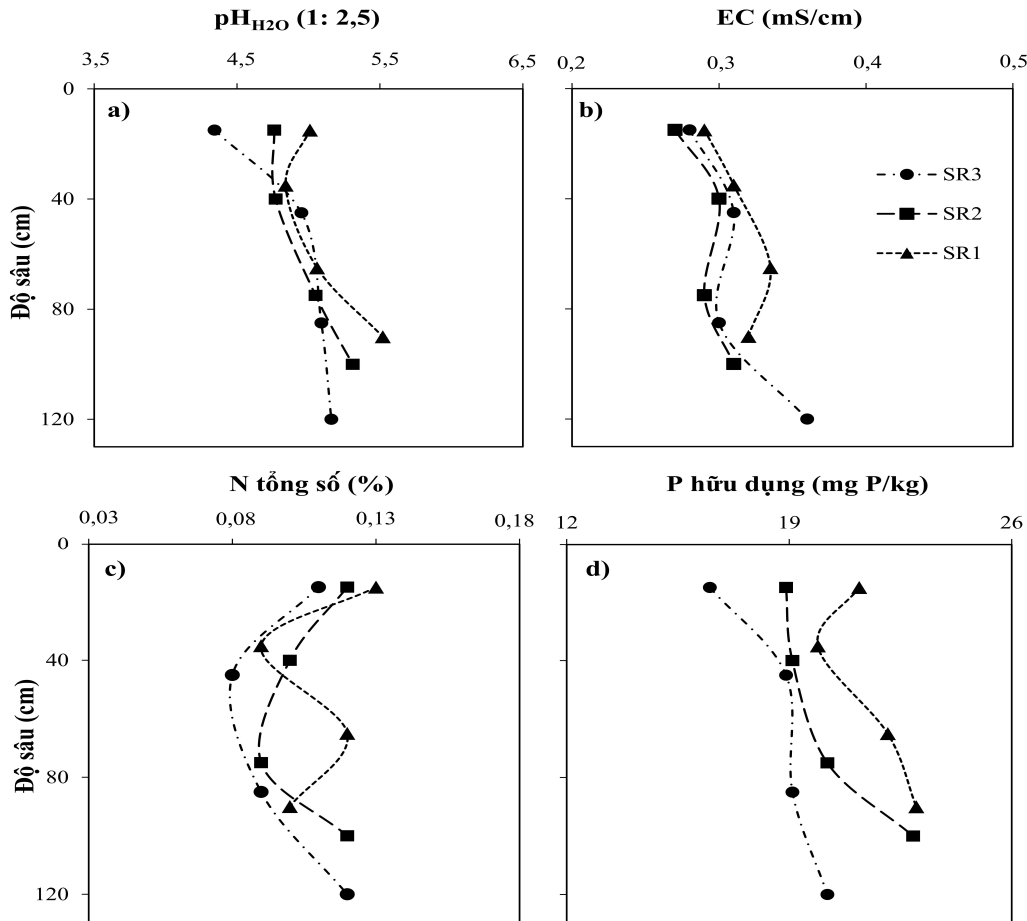 pHH2O (1: 2,5)
3,5 4,5 5,5 6,5
0
40
80
120
Độ sâu (cm)
a)
EC (mS/cm)
0,2 0,3 0,4 0,5
b)
SR3
SR2
SR1
N tổng số (%)
0,03 0,08 0,13 0,18
0
40
80
120
Độ sâu (cm)
c)
P hữu dụng (mg P/kg)
12 19 26
d)